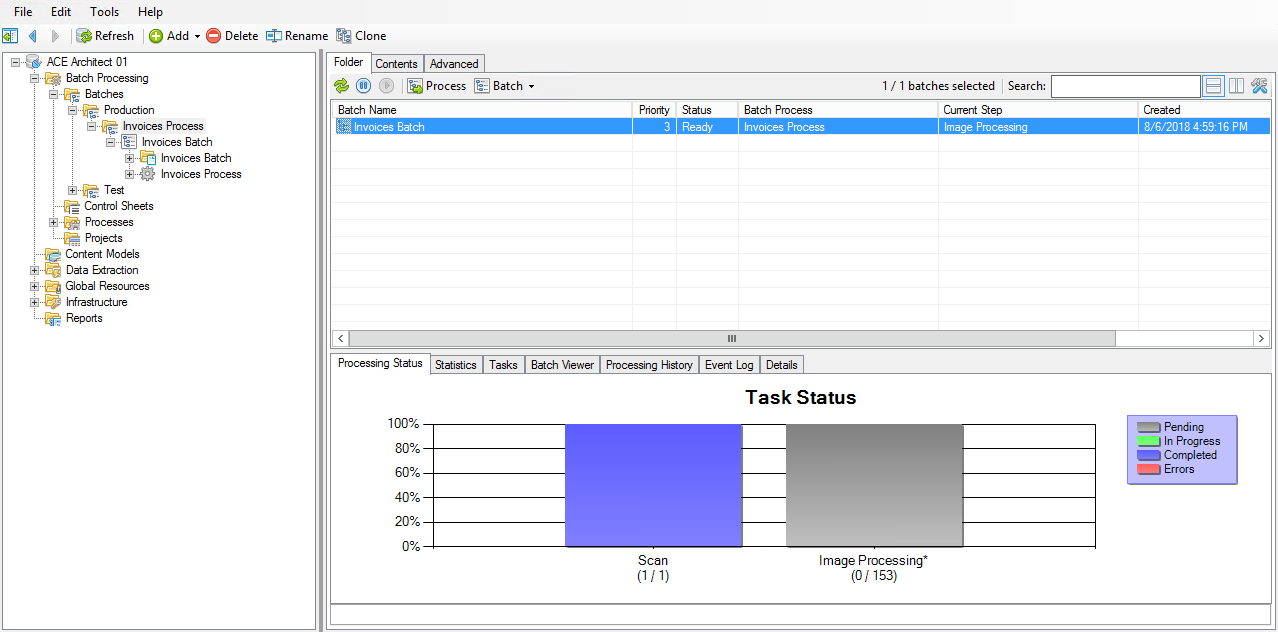 File Edit Tools Help
Refresh Add Delete Rename Clone
ACE Architect 01
Batch Processing
Batches
Production
Invoices Process
Invoices Batch
Invoices Batch
Invoices Process
Test
Control Sheets
Processes
Projects
Content Models
Data Extraction
Global Resources
Infrastructure
Reports
Folder Contents Advanced
Process Batch 1 / 1 batches selected Search:
Batch Name Priority Status Batch Process Current Step Created
Invoices Batch 3 Ready Invoices Process Image Processing 8/6/2018 4:59:16 PM
Processing Status Statistics Tasks Batch Viewer Processing History Event Log Details
Task Status
100%
80%
60%
40%
20%
0%
Scan Image Processing*
(1 / 1) (0 / 153)
Pending
In Progress
Completed
Errors